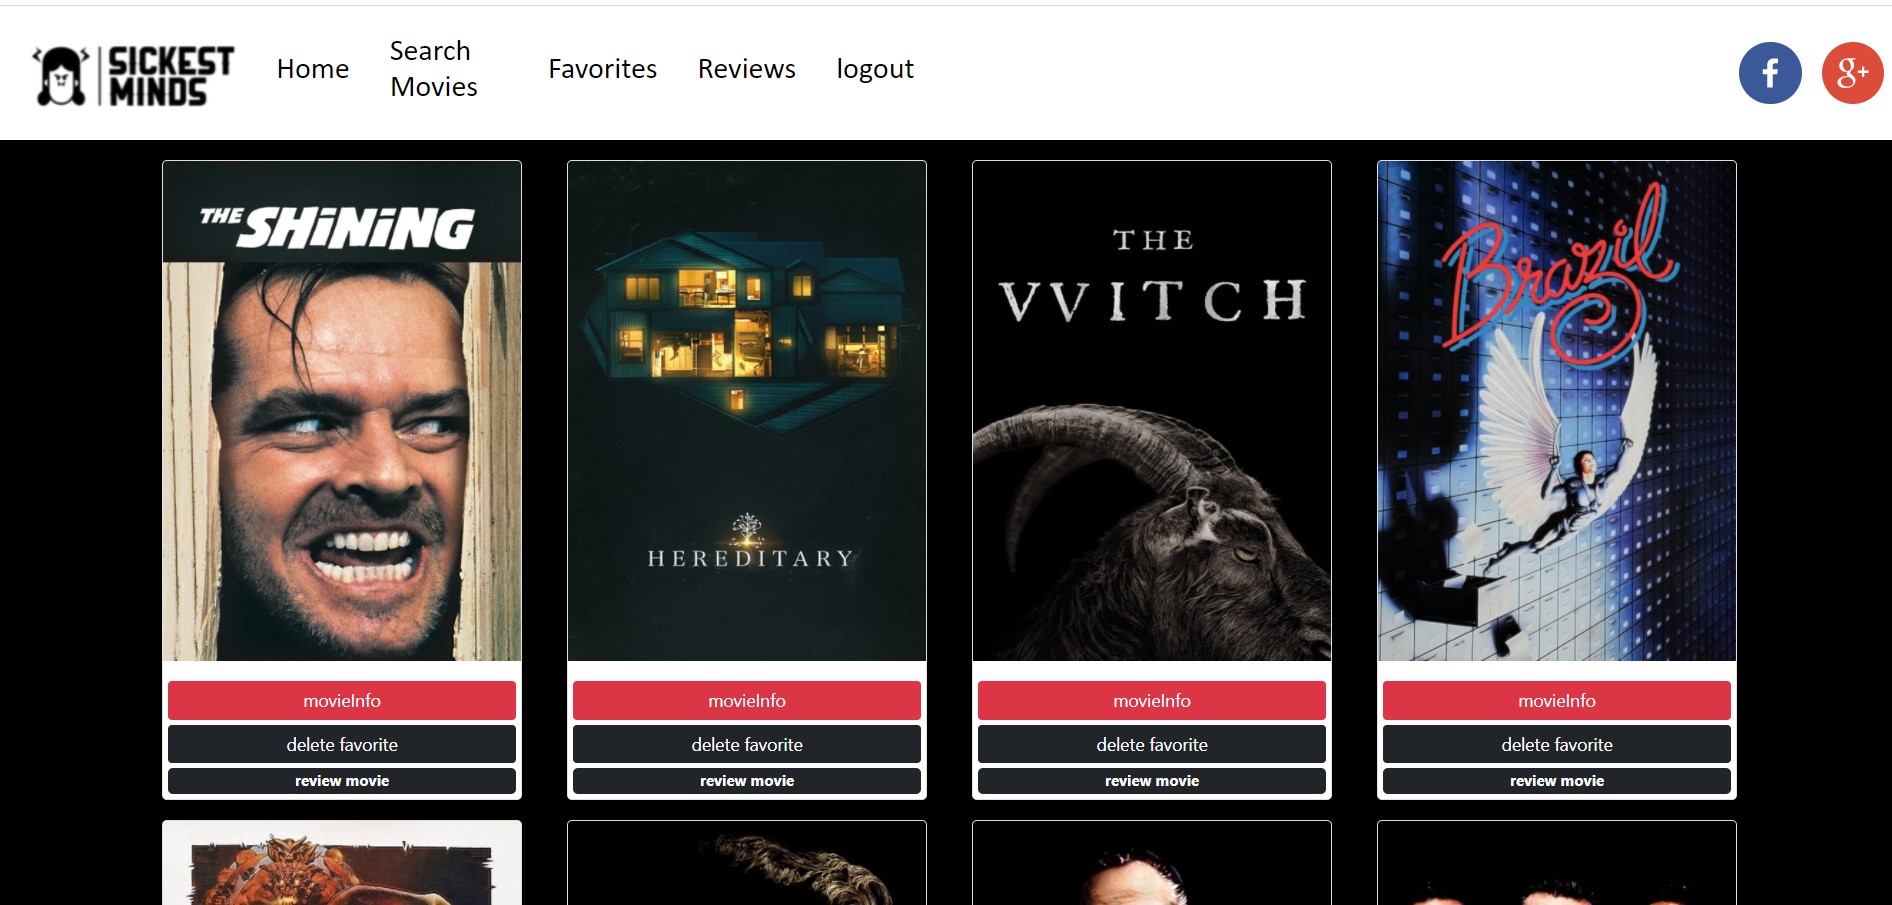 SICKEST
MINDS
Home
Search
Movies
Favorites
Reviews
logout
f
g+
THE SHiNiNG
HEREDITARY
THE
VVITCH
Brazil
movieInfo
movieInfo
movieInfo
movieInfo
delete favorite
delete favorite
delete favorite
delete favorite
review movie
review movie
review movie
review movie